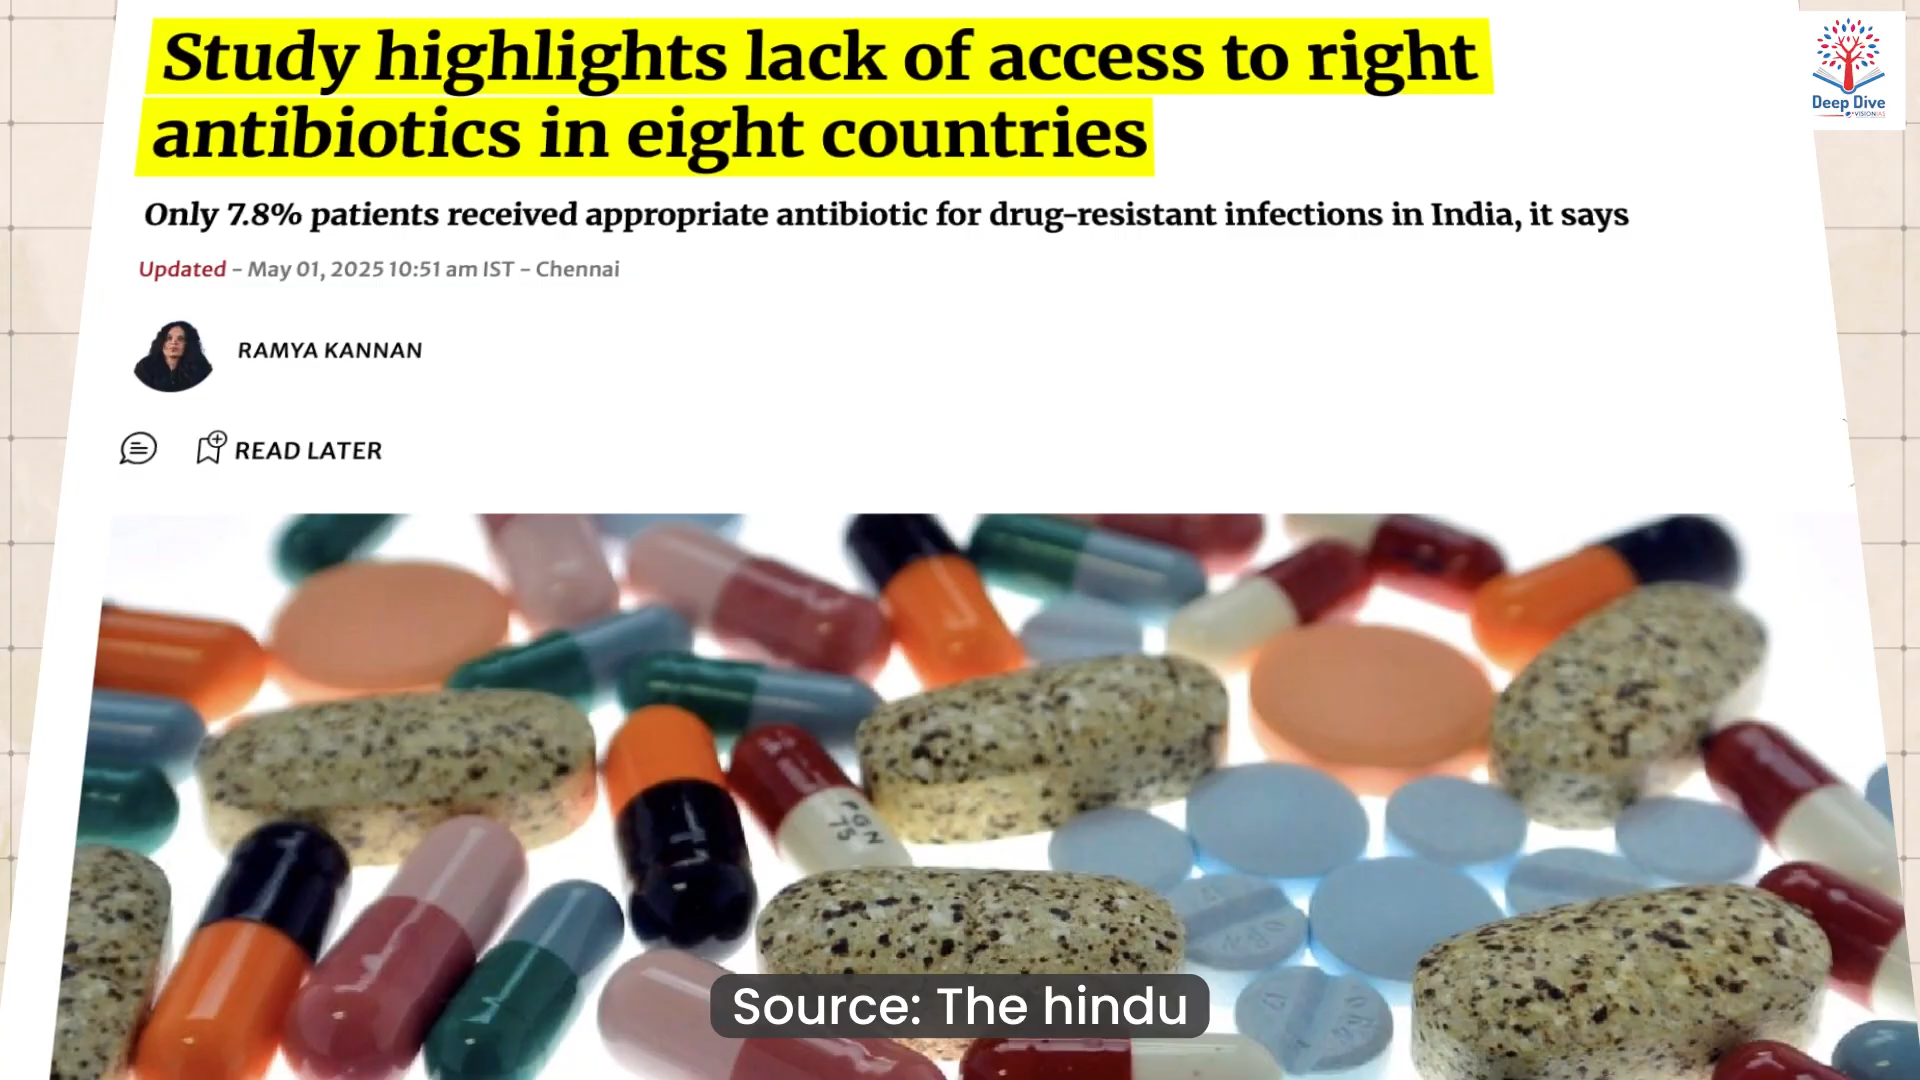 Study highlights lack of access to right
antibiotics in eight countries
Only 7.8% patients received appropriate antibiotic for drug-resistant infections in India, it says
Updated - May 01, 2025 10:51 am IST - Chennai
RAMYA KANNAN
READ LATER
Deep Dive
VISIONIAS
Source: The hindu